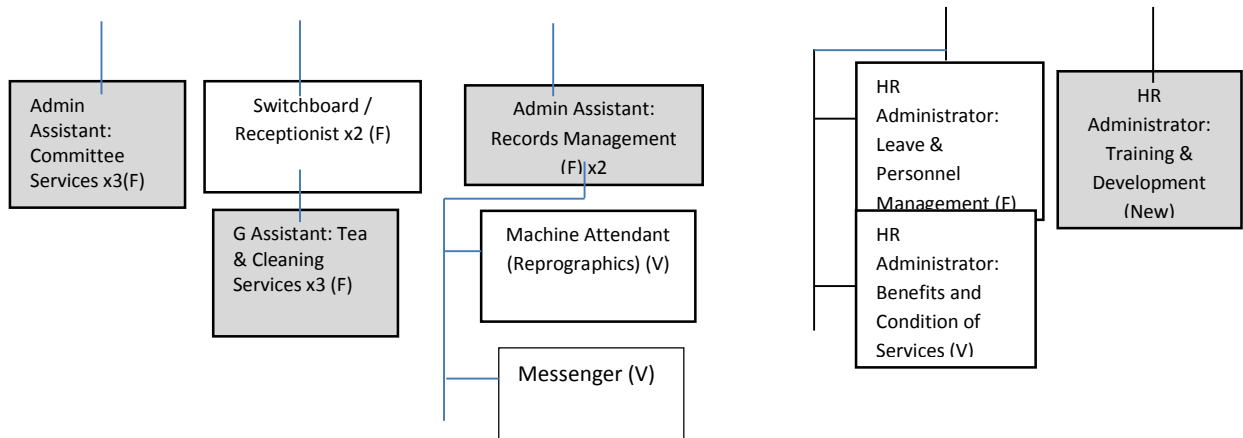 Admin
Assistant:
Committee
Services x3(F)
Switchboard /
Receptionist x2 (F)
G Assistant: Tea
& Cleaning
Services x3 (F)
Admin Assistant:
Records Management
(F) x2
Machine Attendant
(Reprographics) (V)
Messenger (V)
HR
Administrator:
Leave &
Personnel
Management (F)
HR
Administrator:
Benefits and
Condition of
Services (V)
HR
Administrator:
Training &
Development
(New)